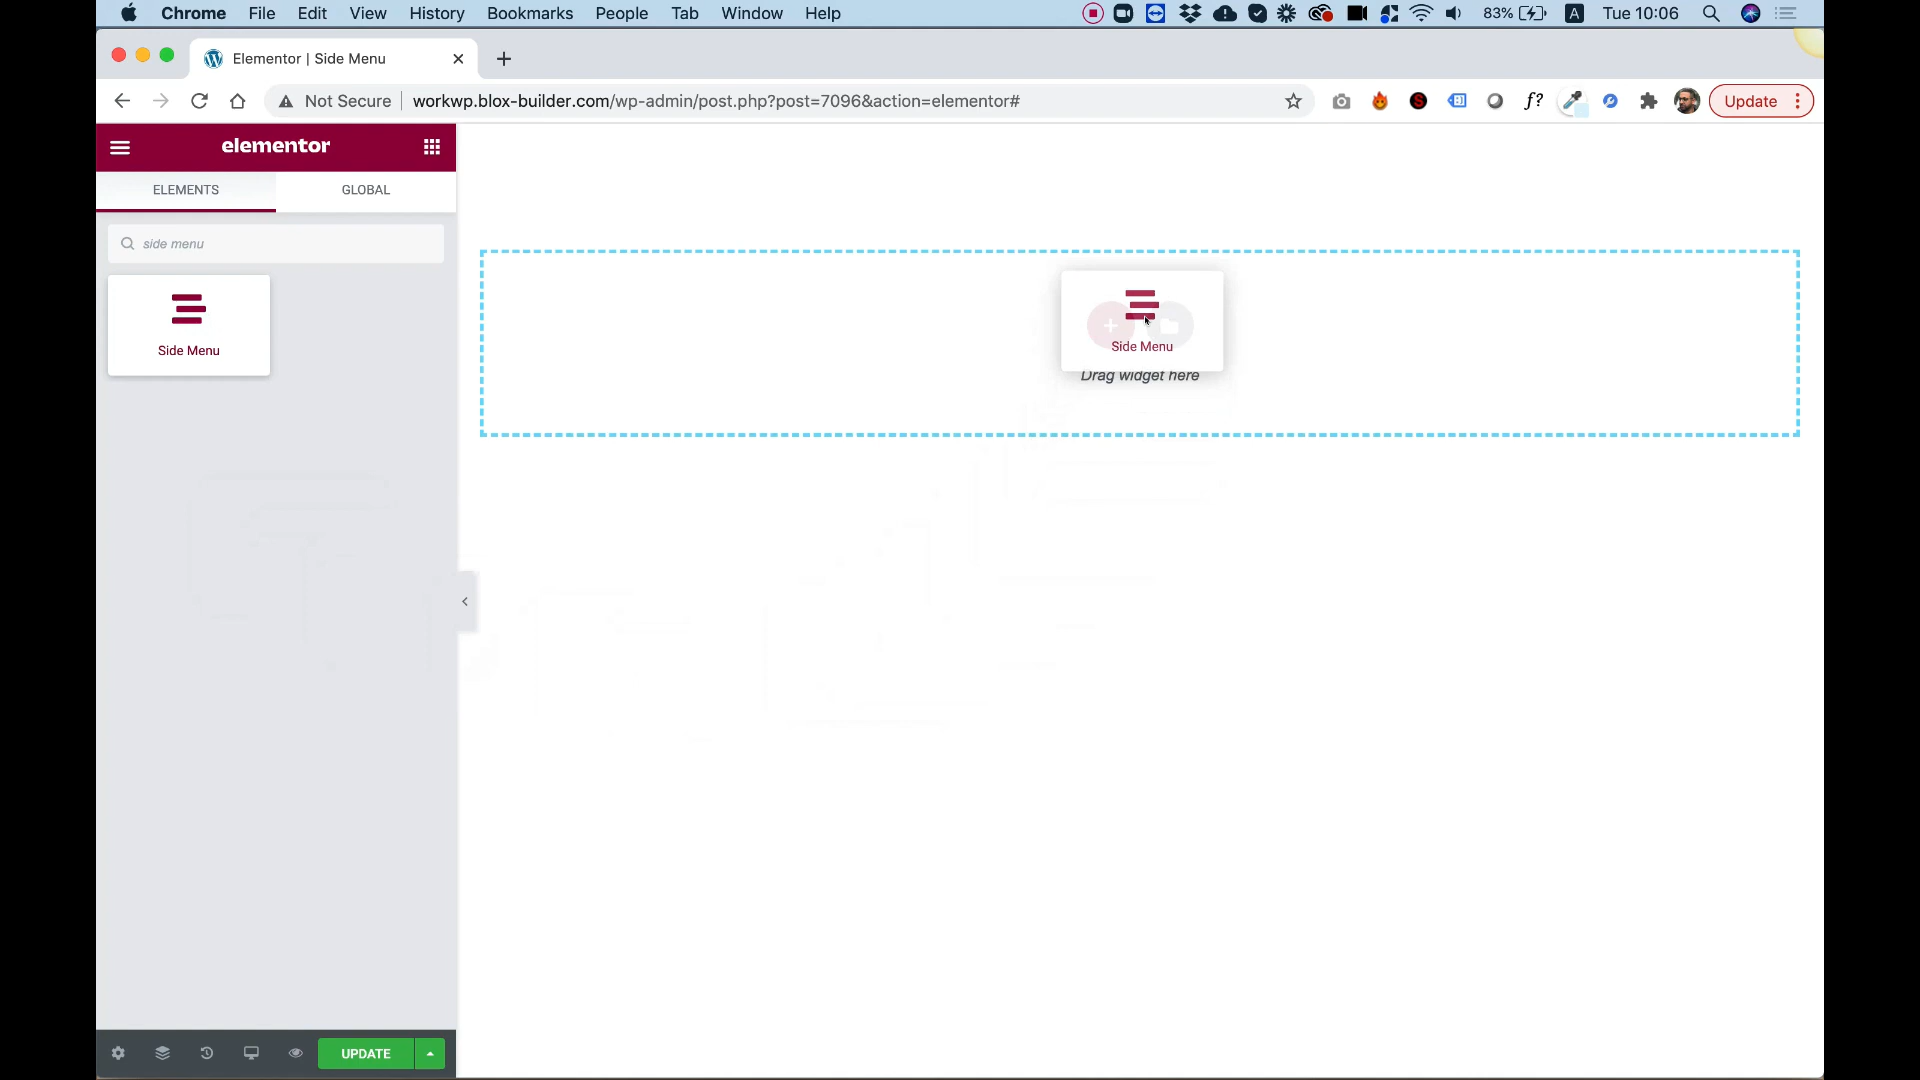 Chrome File Edit View History Bookmarks People Tab Window Help 83% A Tue 10:06
Elementor | Side Menu
Not Secure workwp.blox-builder.com/wp-admin/post.php?post=7096&action=elementor# S f? Update
elementor
ELEMENTS GLOBAL
side menu
Side Menu
Side Menu
Drag widget here
UPDATE